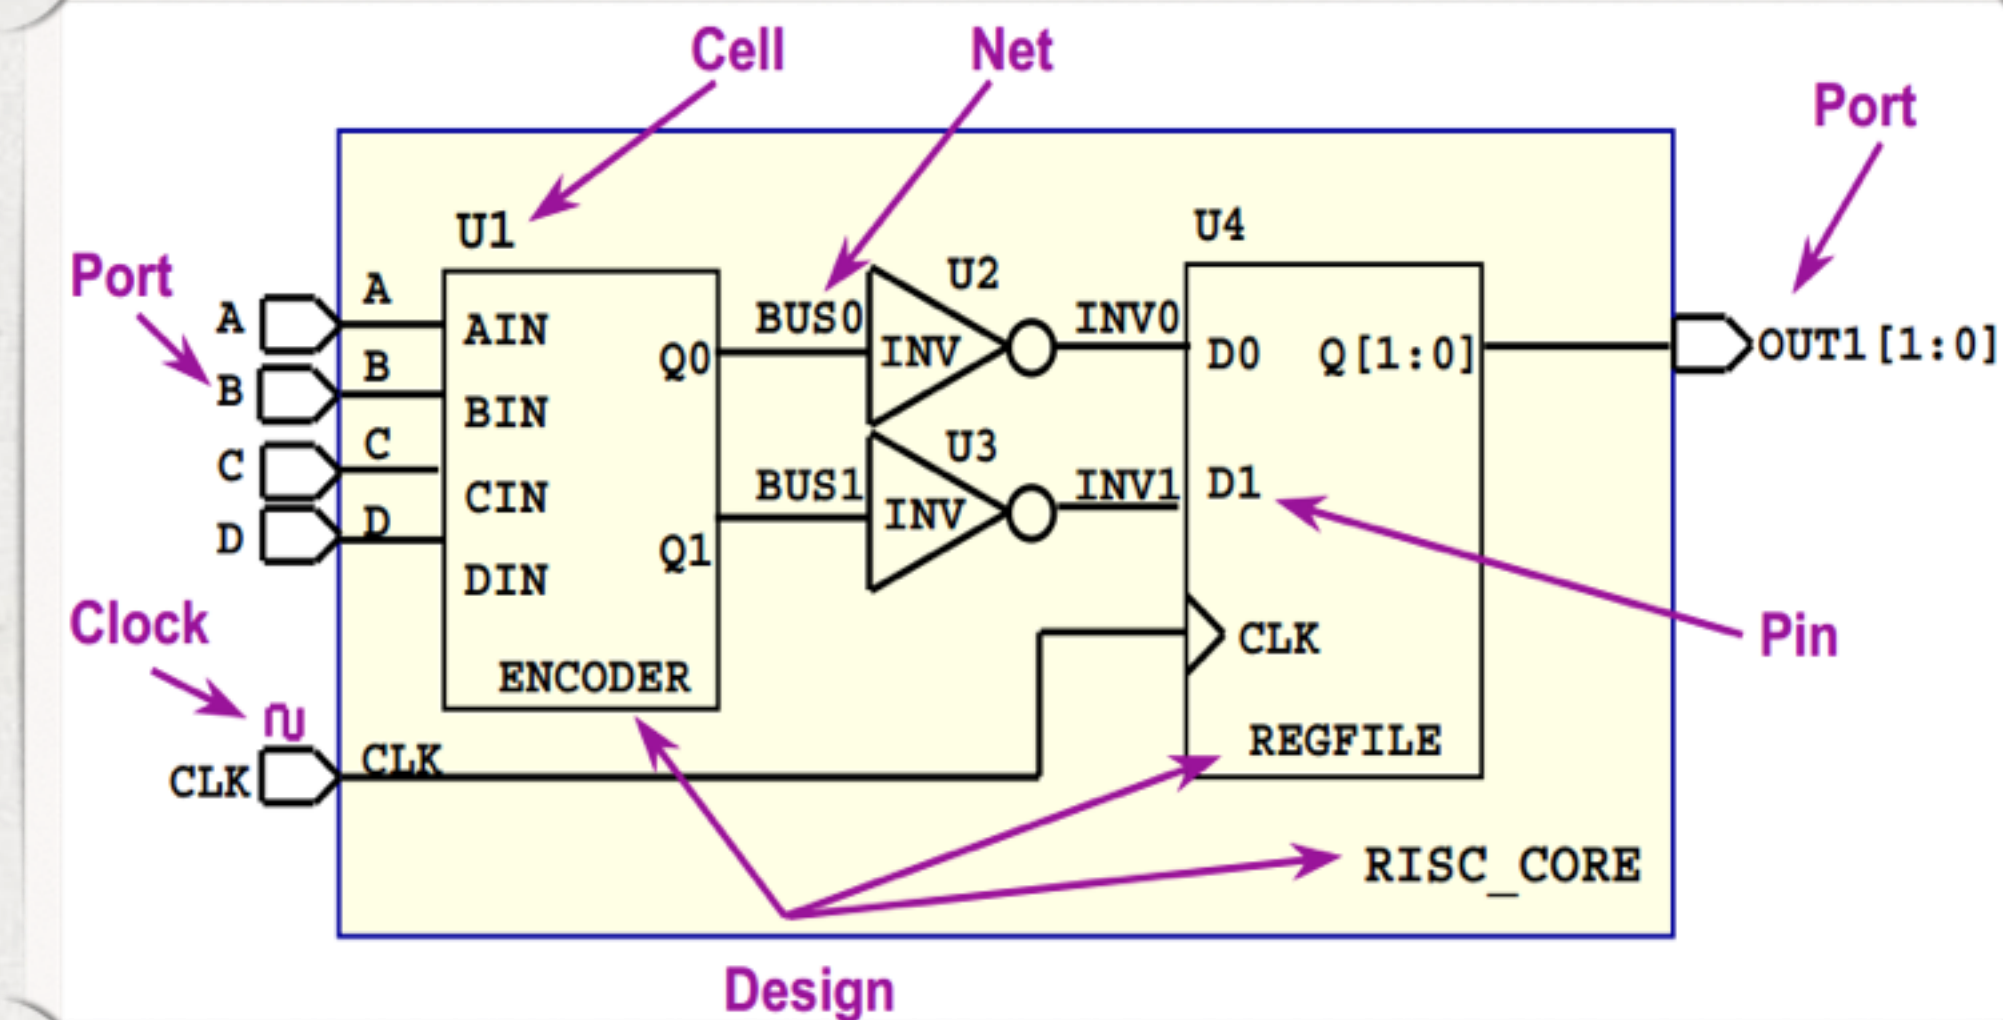 Cell
Net
Port
U1
U4
Port
A
A
AIN
Q0
BUS0
INV
U2
INV0
D0
Q[1:0]
OUT1[1:0]
B
B
BIN
C
C
CIN
D
D
DIN
Q1
BUS1
INV
U3
INV1
D1
Clock
ENCODER
CLK
Pin
REGFILE
CLK
CLK
RISC_CORE
Design